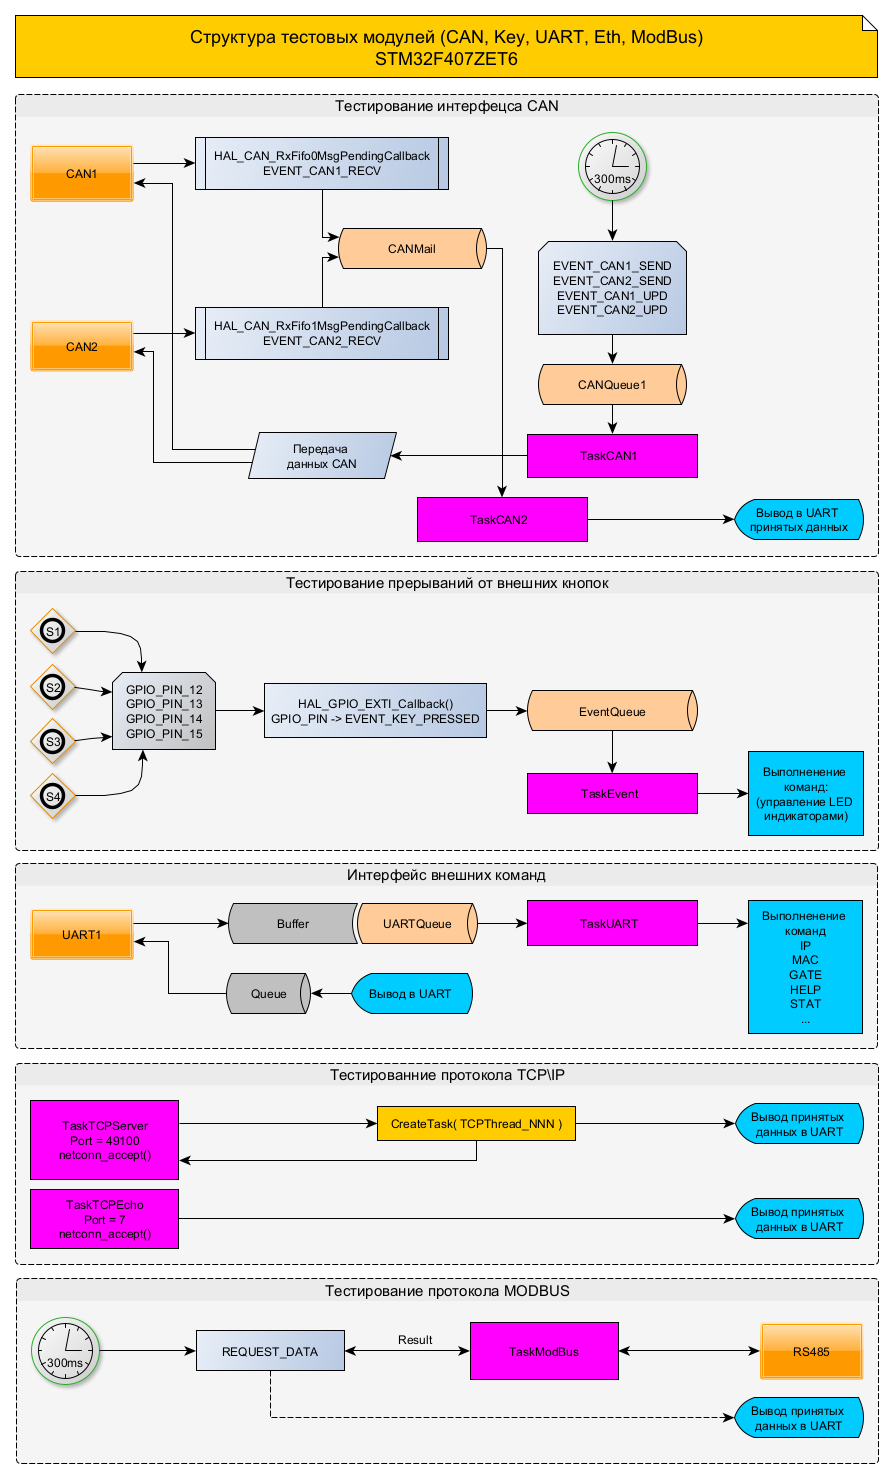 Структура тестовых модулей (CAN, Key, UART, Eth, ModBus)
STM32F407ZET6
Тестирование интерфецса CAN
CAN1
HAL_CAN_RxFifo0MsgPendingCallback
EVENT_CAN1_RECV
300ms
CANMail
EVENT_CAN1_SEND
EVENT_CAN2_SEND
EVENT_CAN1_UPD
EVENT_CAN2_UPD
CAN2
HAL_CAN_RxFifo1MsgPendingCallback
EVENT_CAN2_RECV
CANQueue1
Передача
данных CAN
TaskCAN1
TaskCAN2
Вывод в UART
принятых данных
Тестирование прерываний от внешних кнопок
S1
S2
S3
S4
GPIO_PIN_12
GPIO_PIN_13
GPIO_PIN_14
GPIO_PIN_15
HAL_GPIO_EXTI_Callback()
GPIO_PIN -> EVENT_KEY_PRESSED
EventQueue
TaskEvent
Выполненение
команд:
(управление LED
индикаторами)
Интерфейс внешних команд
UART1
Buffer
UARTQueue
TaskUART
Выполненение
команд
IP
MAC
GATE
HELP
STAT
...
Queue
Вывод в UART
Тестированние протокола TCP\IP
TaskTCPServer
Port = 49100
netconn_accept()
CreateTask( TCPThread_NNN )
Вывод принятых
данных в UART
TaskTCPEcho
Port = 7
netconn_accept()
Вывод принятых
данных в UART
Тестирование протокола MODBUS
300ms
REQUEST_DATA
Result
TaskModBus
RS485
Вывод принятых
данных в UART